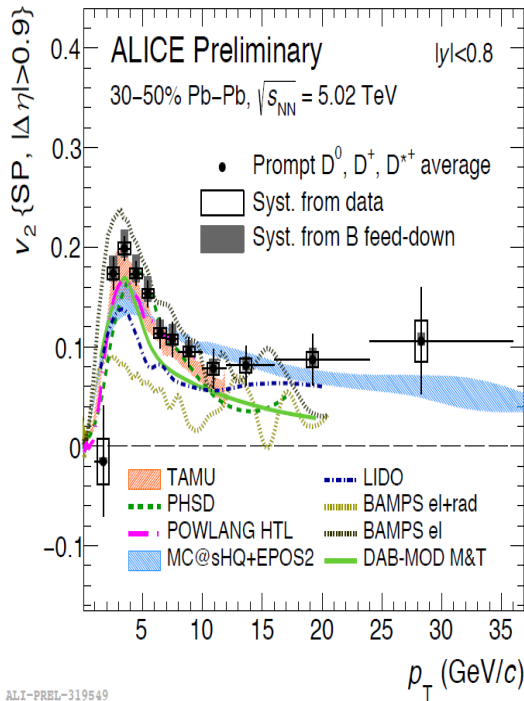 v₂ {SP, |Δη|>0.9}
0.4
0.3
0.2
0.1
0
−0.1
ALICE Preliminary
|y|<0.8
30–50% Pb–Pb, √s_NN = 5.02 TeV
Prompt D⁰, D⁺, D*⁺ average
Syst. from data
Syst. from B feed-down
TAMU
PHSD
POWLANG HTL
MC@sHQ+EPOS2
LIDO
BAMPS el+rad
BAMPS el
DAB-MOD M&T
5 10 15 20 25 30 35
p_T (GeV/c)
ALI-PREL-319549